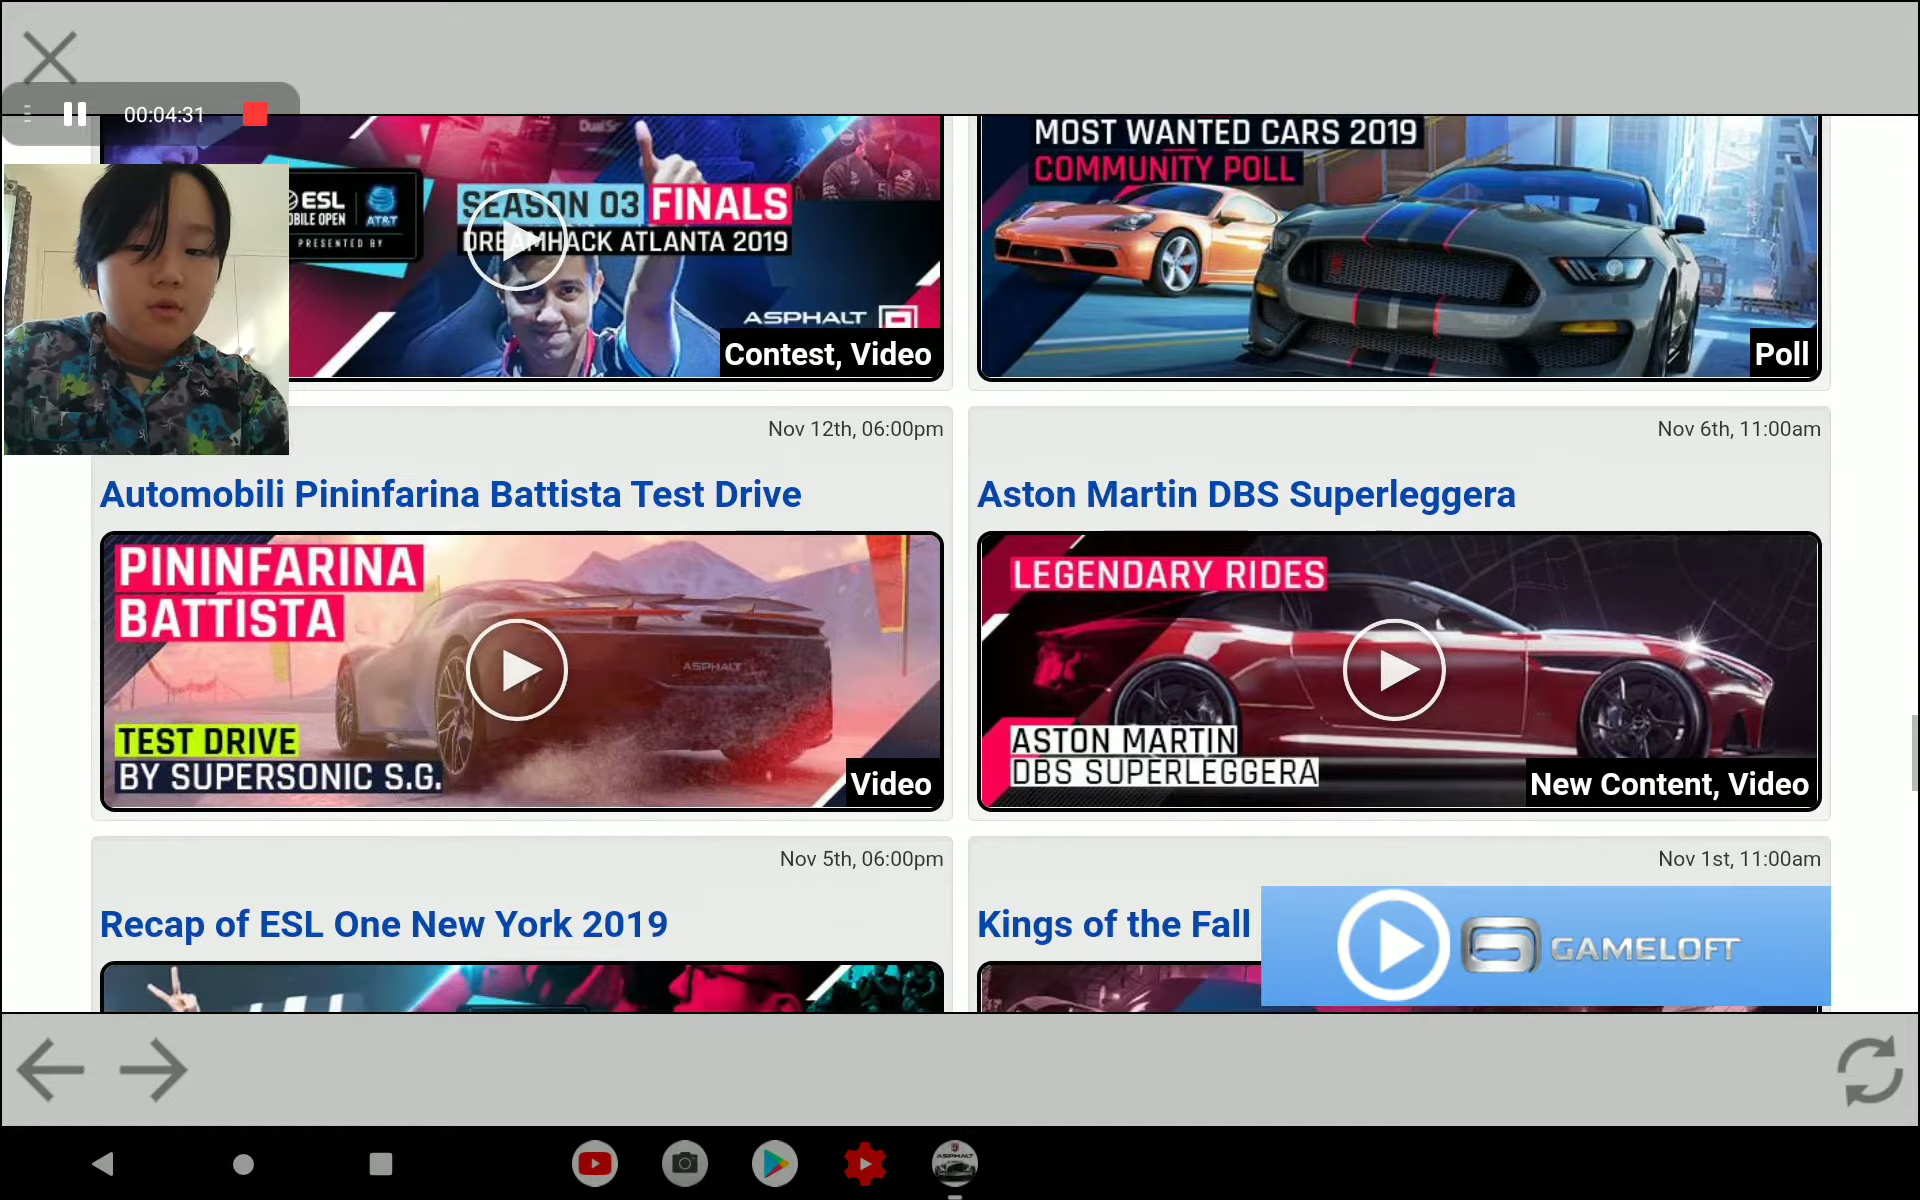 00:04:31
ESL
MOBILE OPEN
AT&T
PRESENTED BY
SEASON 03 FINALS
DREAMHACK ATLANTA 2019
ASPHALT
Contest, Video
MOST WANTED CARS 2019
COMMUNITY POLL
Poll
Nov 12th, 06:00pm
Automobili Pininfarina Battista Test Drive
PININFARINA
BATTISTA
ASPHALT
TEST DRIVE
BY SUPERSONIC S.G.
Video
Nov 6th, 11:00am
Aston Martin DBS Superleggera
LEGENDARY RIDES
ASTON MARTIN
DBS SUPERLEGGERA
New Content, Video
Nov 5th, 06:00pm
Recap of ESL One New York 2019
Nov 1st, 11:00am
Kings of the Fall
GAMELOFT
ASPHALT